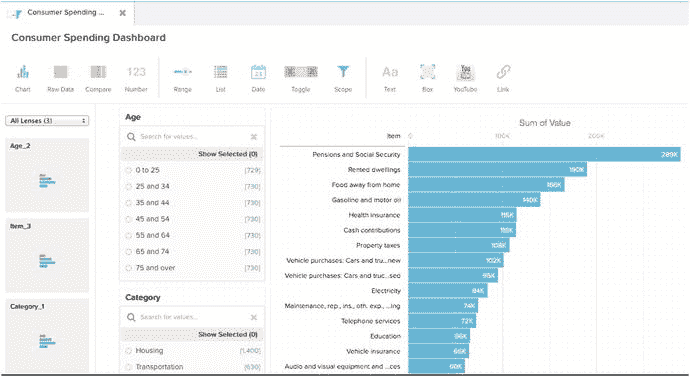 Consumer Spending ...
Consumer Spending Dashboard
123
Aa
You
Chart
Raw Data
Compare
Number
Range
List
Date
Toggle
Scope
Text
Box
YouTube
Link
All Lenses (3)
Age_2
Item_3
Category_1
Age
Search for values...
Show Selected (0)
0 to 25 (729)
25 and 34 (730)
35 and 44 (730)
45 and 54 (730)
55 and 64 (730)
65 and 74 (730)
75 and over (730)
Category
Search for values...
Show Selected (0)
Housing (1,400)
Transportation (630)
Sum of Value
Item 0 100K 200K
Pensions and Social Security 289K
Rented dwellings 190K
Food away from home 166K
Gasoline and motor oil 140K
Health insurance
Cash contributions
Property taxes 108K
Vehicle purchases: Cars and tru...new 102K
Vehicle purchases: Cars and truc...sed
Electricity 84K
Maintenance, rep., ins., oth. exp., ...ing 74K
Telephone services 72K
Education
Vehicle insurance
Audio and visual equipment and ...ces